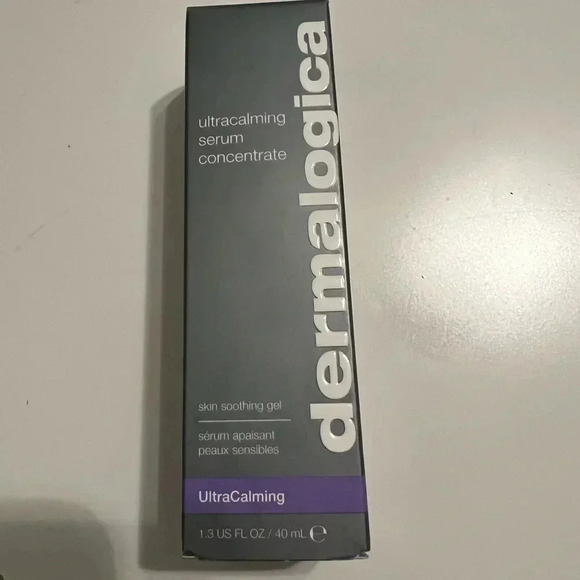 ultracalming
serum
concentrate
dermalogica
skin soothing gel
sérum apaisant
peaux sensibles
UltraCalming
1.3 US FL OZ / 40 mL ℮